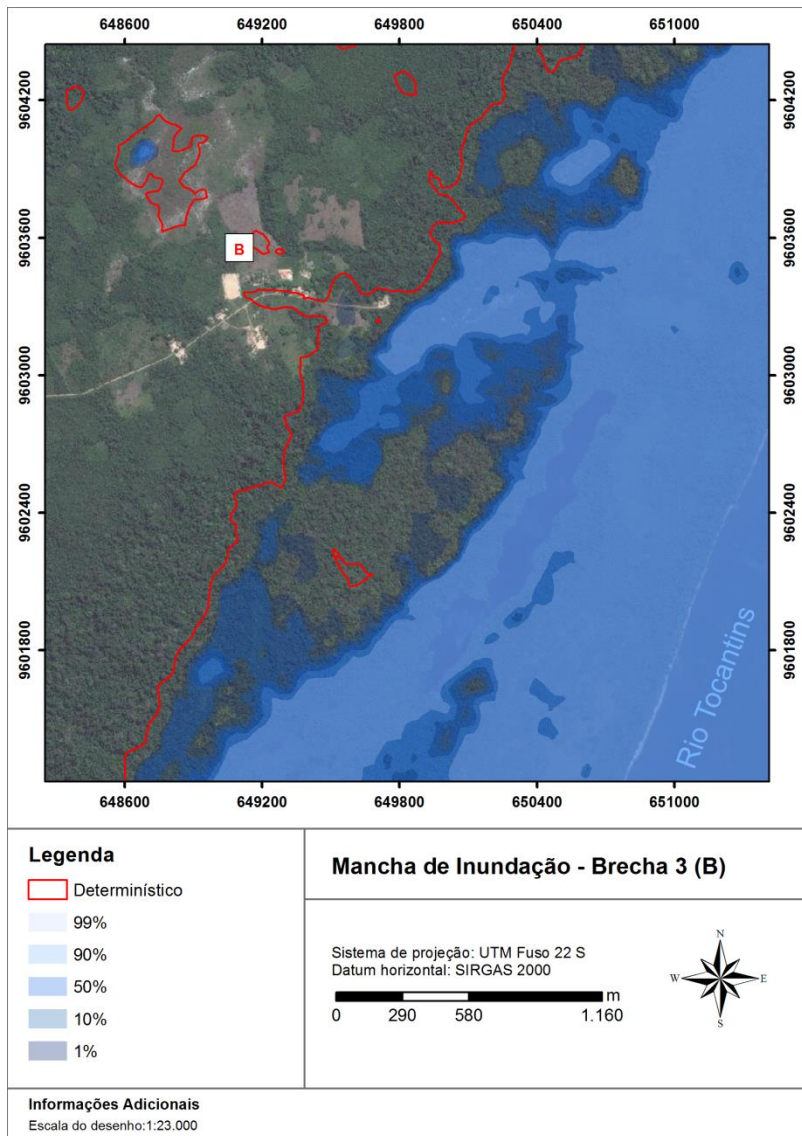 648600 649200 649800 650400 651000
9604200 9604200
9603600 9603600
B
9603000 9603000
9602400 9602400
9601800 9601800
Rio Tocantins
648600 649200 649800 650400 651000
Legenda
Determinístico
99%
90%
50%
10%
1%
Mancha de Inundação - Brecha 3 (B)
Sistema de projeção: UTM Fuso 22 S
Datum horizontal: SIRGAS 2000
m
0 290 580 1.160
N
W E
S
Informações Adicionais
Escala do desenho:1:23.000